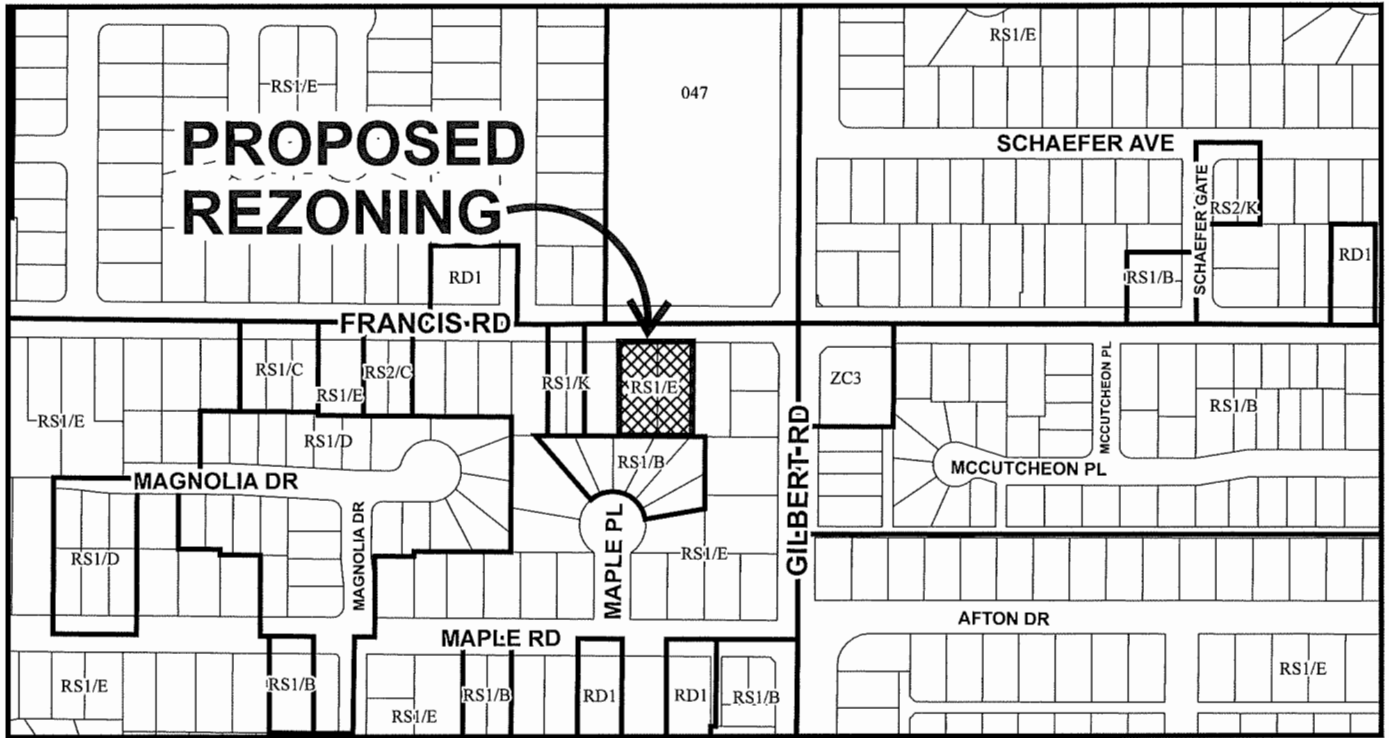 RS1/E
047
RS1/E
PROPOSED
REZONING
SCHAEFER AVE
SCHAEFER GATE
RS2/K
RD1
RS1/B
RD1
FRANCIS RD
RS1/C
RS1/E
RS2/C
RS1/K
RS1/E
ZC3
MCCUTCHEON PL
RS1/B
RS1/E
RS1/D
RS1/B
MAGNOLIA DR
MCCUTCHEON PL
GILBERT RD
MAGNOLIA DR
MAPLE PL
RS1/D
RS1/E
MAPLE RD
AFTON DR
RS1/E
RS1/B
RS1/B
RS1/E
RD1
RD1
RS1/B
RS1/E